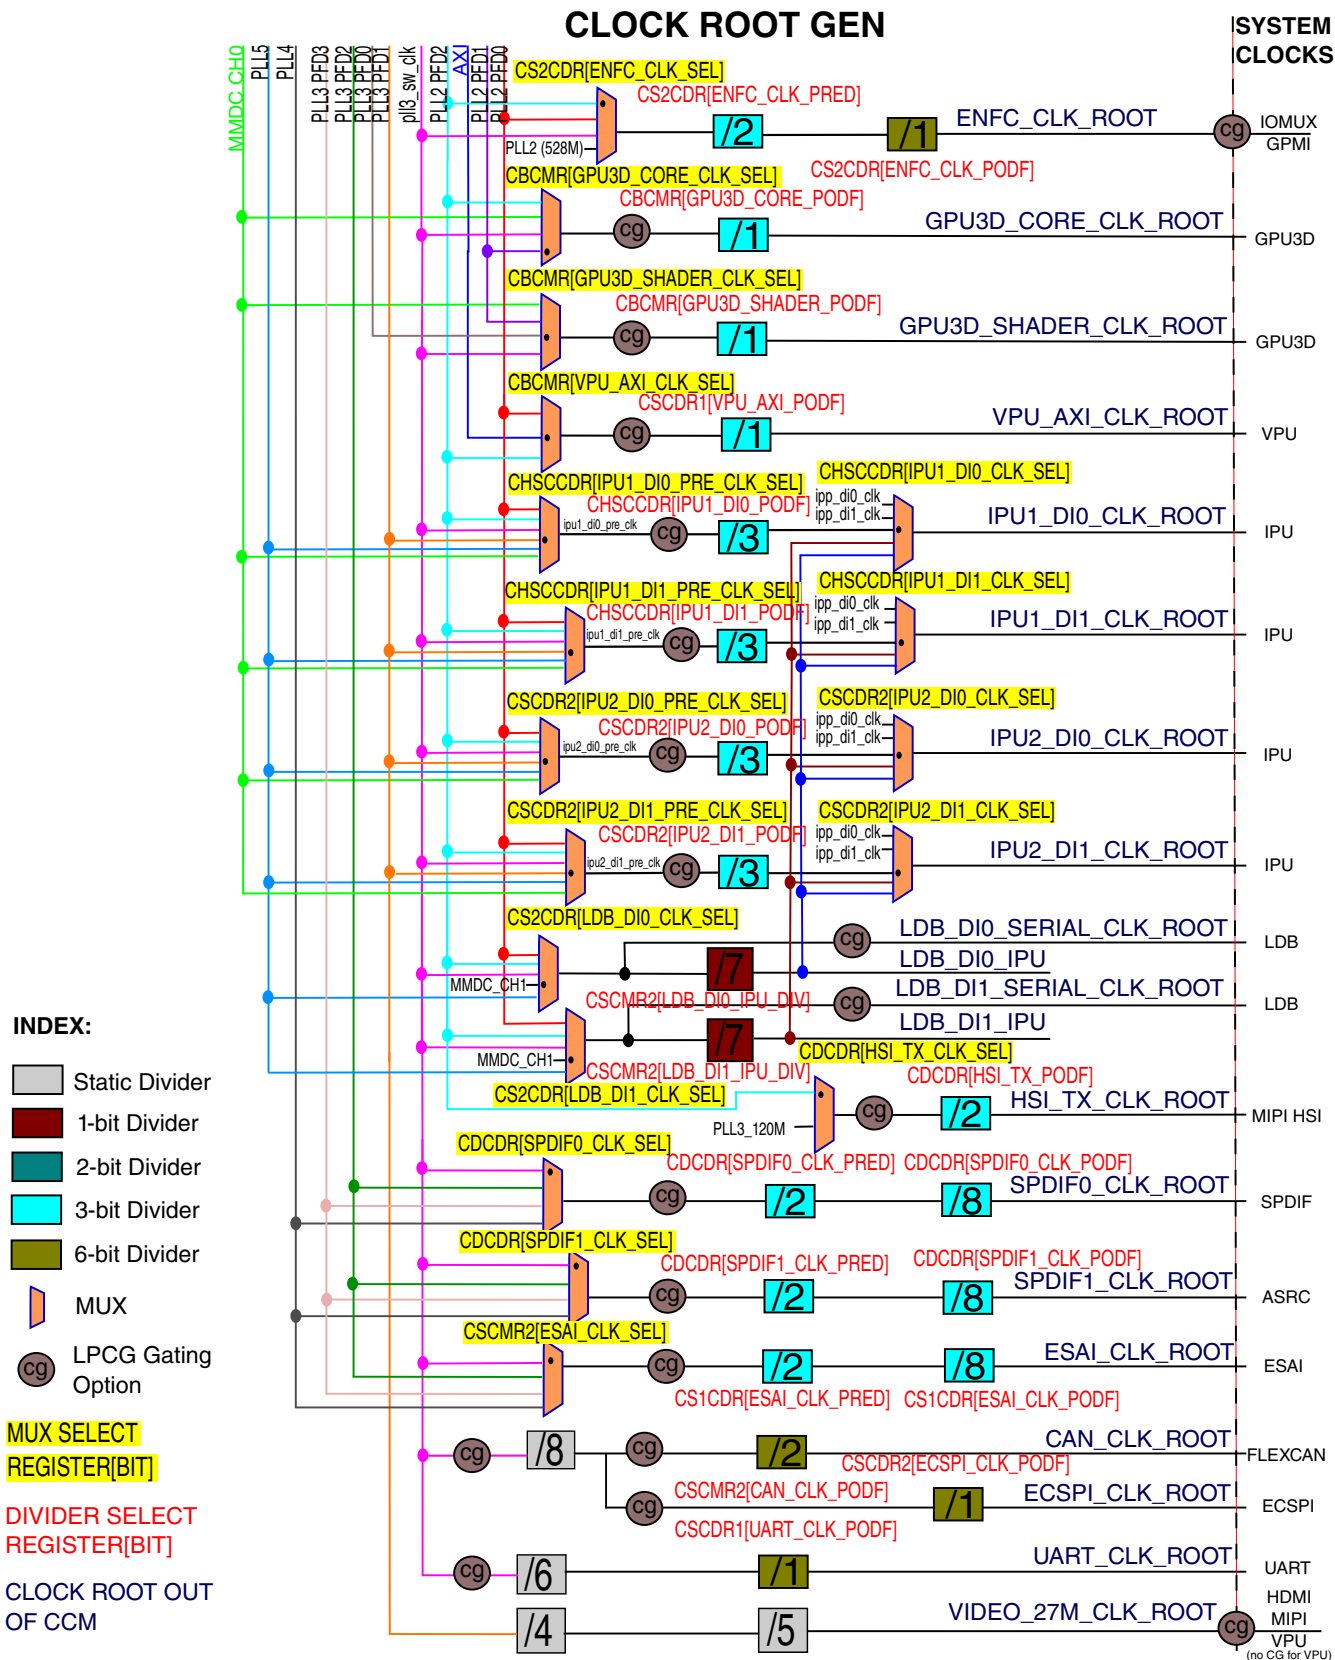 CLOCK ROOT GEN
SYSTEM
CLOCKS
MMDC CH0
PLL5
PLL4
PLL3 PFD3
PLL3 PFD2
PLL3 PFD0
PLL3 PFD1
pll3_sw_clk
PLL2 PFD2
AXI
PLL2 PFD1
PLL2 PFD0
CS2CDR[ENFC_CLK_SEL]
CS2CDR[ENFC_CLK_PRED]
PLL2 (528M)
/2
/1
ENFC_CLK_ROOT
cg
IOMUX
GPMI
CS2CDR[ENFC_CLK_PODF]
CBCMR[GPU3D_CORE_CLK_SEL]
CBCMR[GPU3D_CORE_PODF]
cg
/1
GPU3D_CORE_CLK_ROOT
GPU3D
CBCMR[GPU3D_SHADER_CLK_SEL]
CBCMR[GPU3D_SHADER_PODF]
cg
/1
GPU3D_SHADER_CLK_ROOT
GPU3D
CBCMR[VPU_AXI_CLK_SEL]
CSCDR1[VPU_AXI_PODF]
cg
/1
VPU_AXI_CLK_ROOT
VPU
CHSCCDR[IPU1_DI0_PRE_CLK_SEL]
CHSCCDR[IPU1_DI0_PODF]
ipu1_di0_pre_clk
cg
/3
CHSCCDR[IPU1_DI0_CLK_SEL]
ipp_di0_clk
ipp_di1_clk
IPU1_DI0_CLK_ROOT
IPU
CHSCCDR[IPU1_DI1_PRE_CLK_SEL]
CHSCCDR[IPU1_DI1_PODF]
ipu1_di1_pre_clk
cg
/3
CHSCCDR[IPU1_DI1_CLK_SEL]
ipp_di0_clk
ipp_di1_clk
IPU1_DI1_CLK_ROOT
IPU
CSCDR2[IPU2_DI0_PRE_CLK_SEL]
CSCDR2[IPU2_DI0_PODF]
ipu2_di0_pre_clk
cg
/3
CSCDR2[IPU2_DI0_CLK_SEL]
ipp_di0_clk
ipp_di1_clk
IPU2_DI0_CLK_ROOT
IPU
CSCDR2[IPU2_DI1_PRE_CLK_SEL]
CSCDR2[IPU2_DI1_PODF]
ipu2_di1_pre_clk
cg
/3
CSCDR2[IPU2_DI1_CLK_SEL]
ipp_di0_clk
ipp_di1_clk
IPU2_DI1_CLK_ROOT
IPU
CS2CDR[LDB_DI0_CLK_SEL]
MMDC_CH1
/7
cg
LDB_DI0_SERIAL_CLK_ROOT
LDB
LDB_DI0_IPU
CSCMR2[LDB_DI0_IPU_DIV]
cg
LDB_DI1_SERIAL_CLK_ROOT
LDB
MMDC_CH1
/7
LDB_DI1_IPU
CSCMR2[LDB_DI1_IPU_DIV]
CS2CDR[LDB_DI1_CLK_SEL]
CDCDR[HSI_TX_CLK_SEL]
CDCDR[HSI_TX_PODF]
PLL3_120M
cg
/2
HSI_TX_CLK_ROOT
MIPI HSI
CDCDR[SPDIF0_CLK_SEL]
CDCDR[SPDIF0_CLK_PRED]
CDCDR[SPDIF0_CLK_PODF]
cg
/2
/8
SPDIF0_CLK_ROOT
SPDIF
CDCDR[SPDIF1_CLK_SEL]
CDCDR[SPDIF1_CLK_PRED]
CDCDR[SPDIF1_CLK_PODF]
cg
/2
/8
SPDIF1_CLK_ROOT
ASRC
CSCMR2[ESAI_CLK_SEL]
cg
/2
/8
ESAI_CLK_ROOT
ESAI
CS1CDR[ESAI_CLK_PRED]
CS1CDR[ESAI_CLK_PODF]
cg
/8
cg
/2
CAN_CLK_ROOT
FLEXCAN
CSCDR2[ECSPI_CLK_PODF]
CSCMR2[CAN_CLK_PODF]
cg
/1
ECSPI_CLK_ROOT
ECSPI
CSCDR1[UART_CLK_PODF]
cg
/6
/1
UART_CLK_ROOT
UART
/4
/5
VIDEO_27M_CLK_ROOT
cg
HDMI
MIPI
VPU
(no CG for VPU)
INDEX:
Static Divider
1-bit Divider
2-bit Divider
3-bit Divider
6-bit Divider
MUX
cg
LPCG Gating
Option
MUX SELECT
REGISTER[BIT]
DIVIDER SELECT
REGISTER[BIT]
CLOCK ROOT OUT
OF CCM